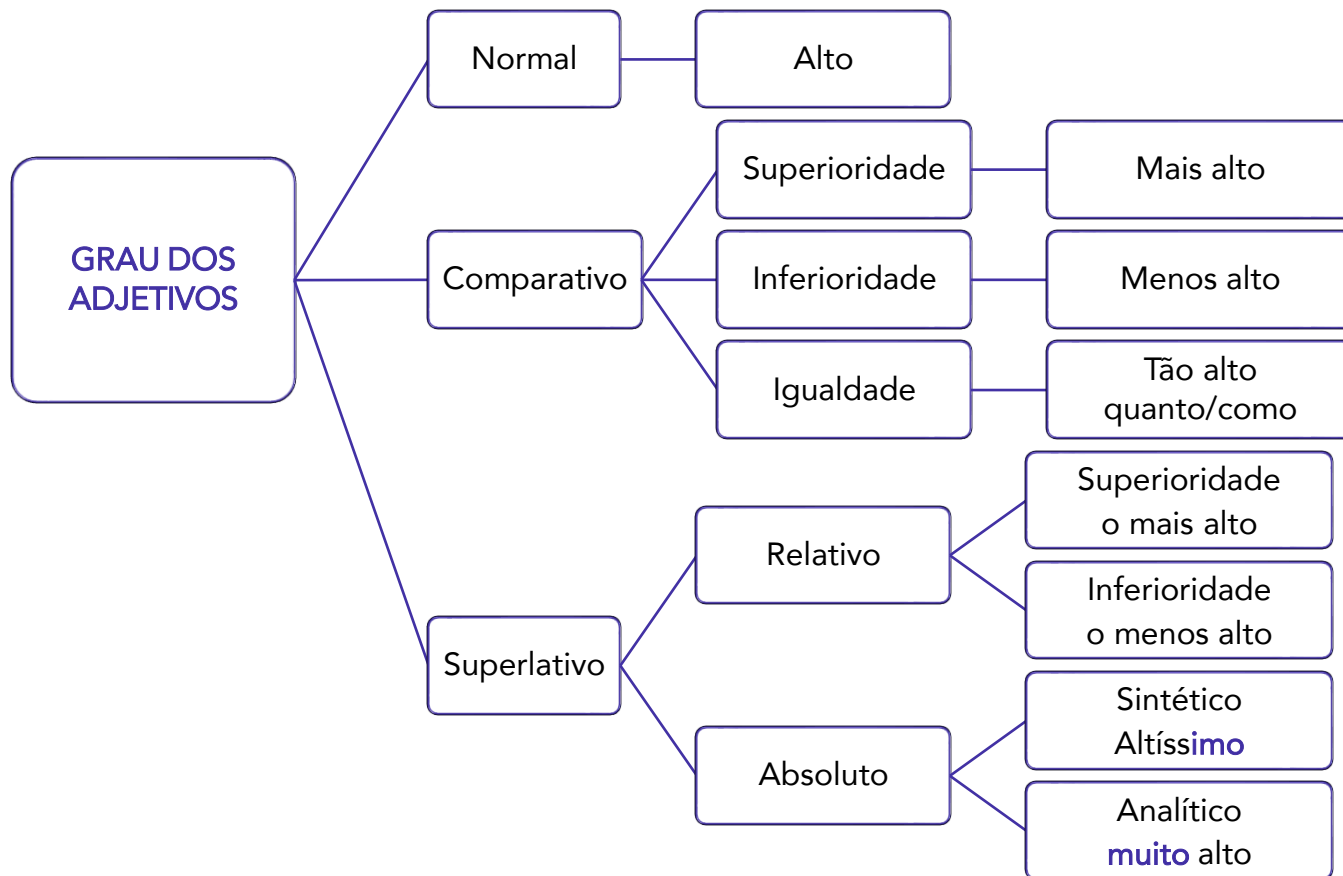 GRAU DOS
ADJETIVOS
Normal
Alto
Comparativo
Superioridade
Mais alto
Inferioridade
Menos alto
Igualdade
Tão alto
quanto/como
Superlativo
Relativo
Superioridade
o mais alto
Inferioridade
o menos alto
Absoluto
Sintético
Altíssimo
Analítico
muito alto